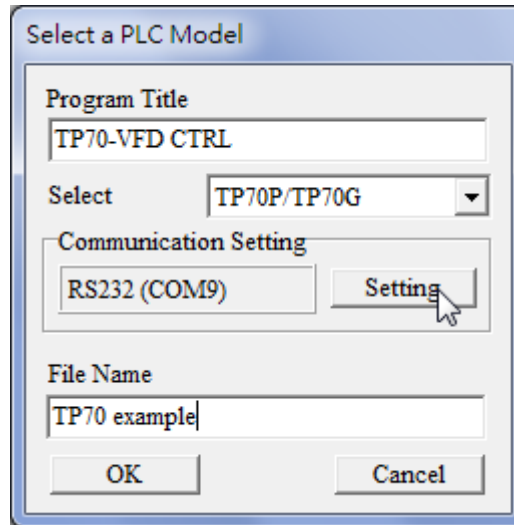 Select a PLC Model
Program Title
TP70-VFD CTRL
Select TP70P/TP70G
Communication Setting
RS232 (COM9) Setting
File Name
TP70 example
OK Cancel